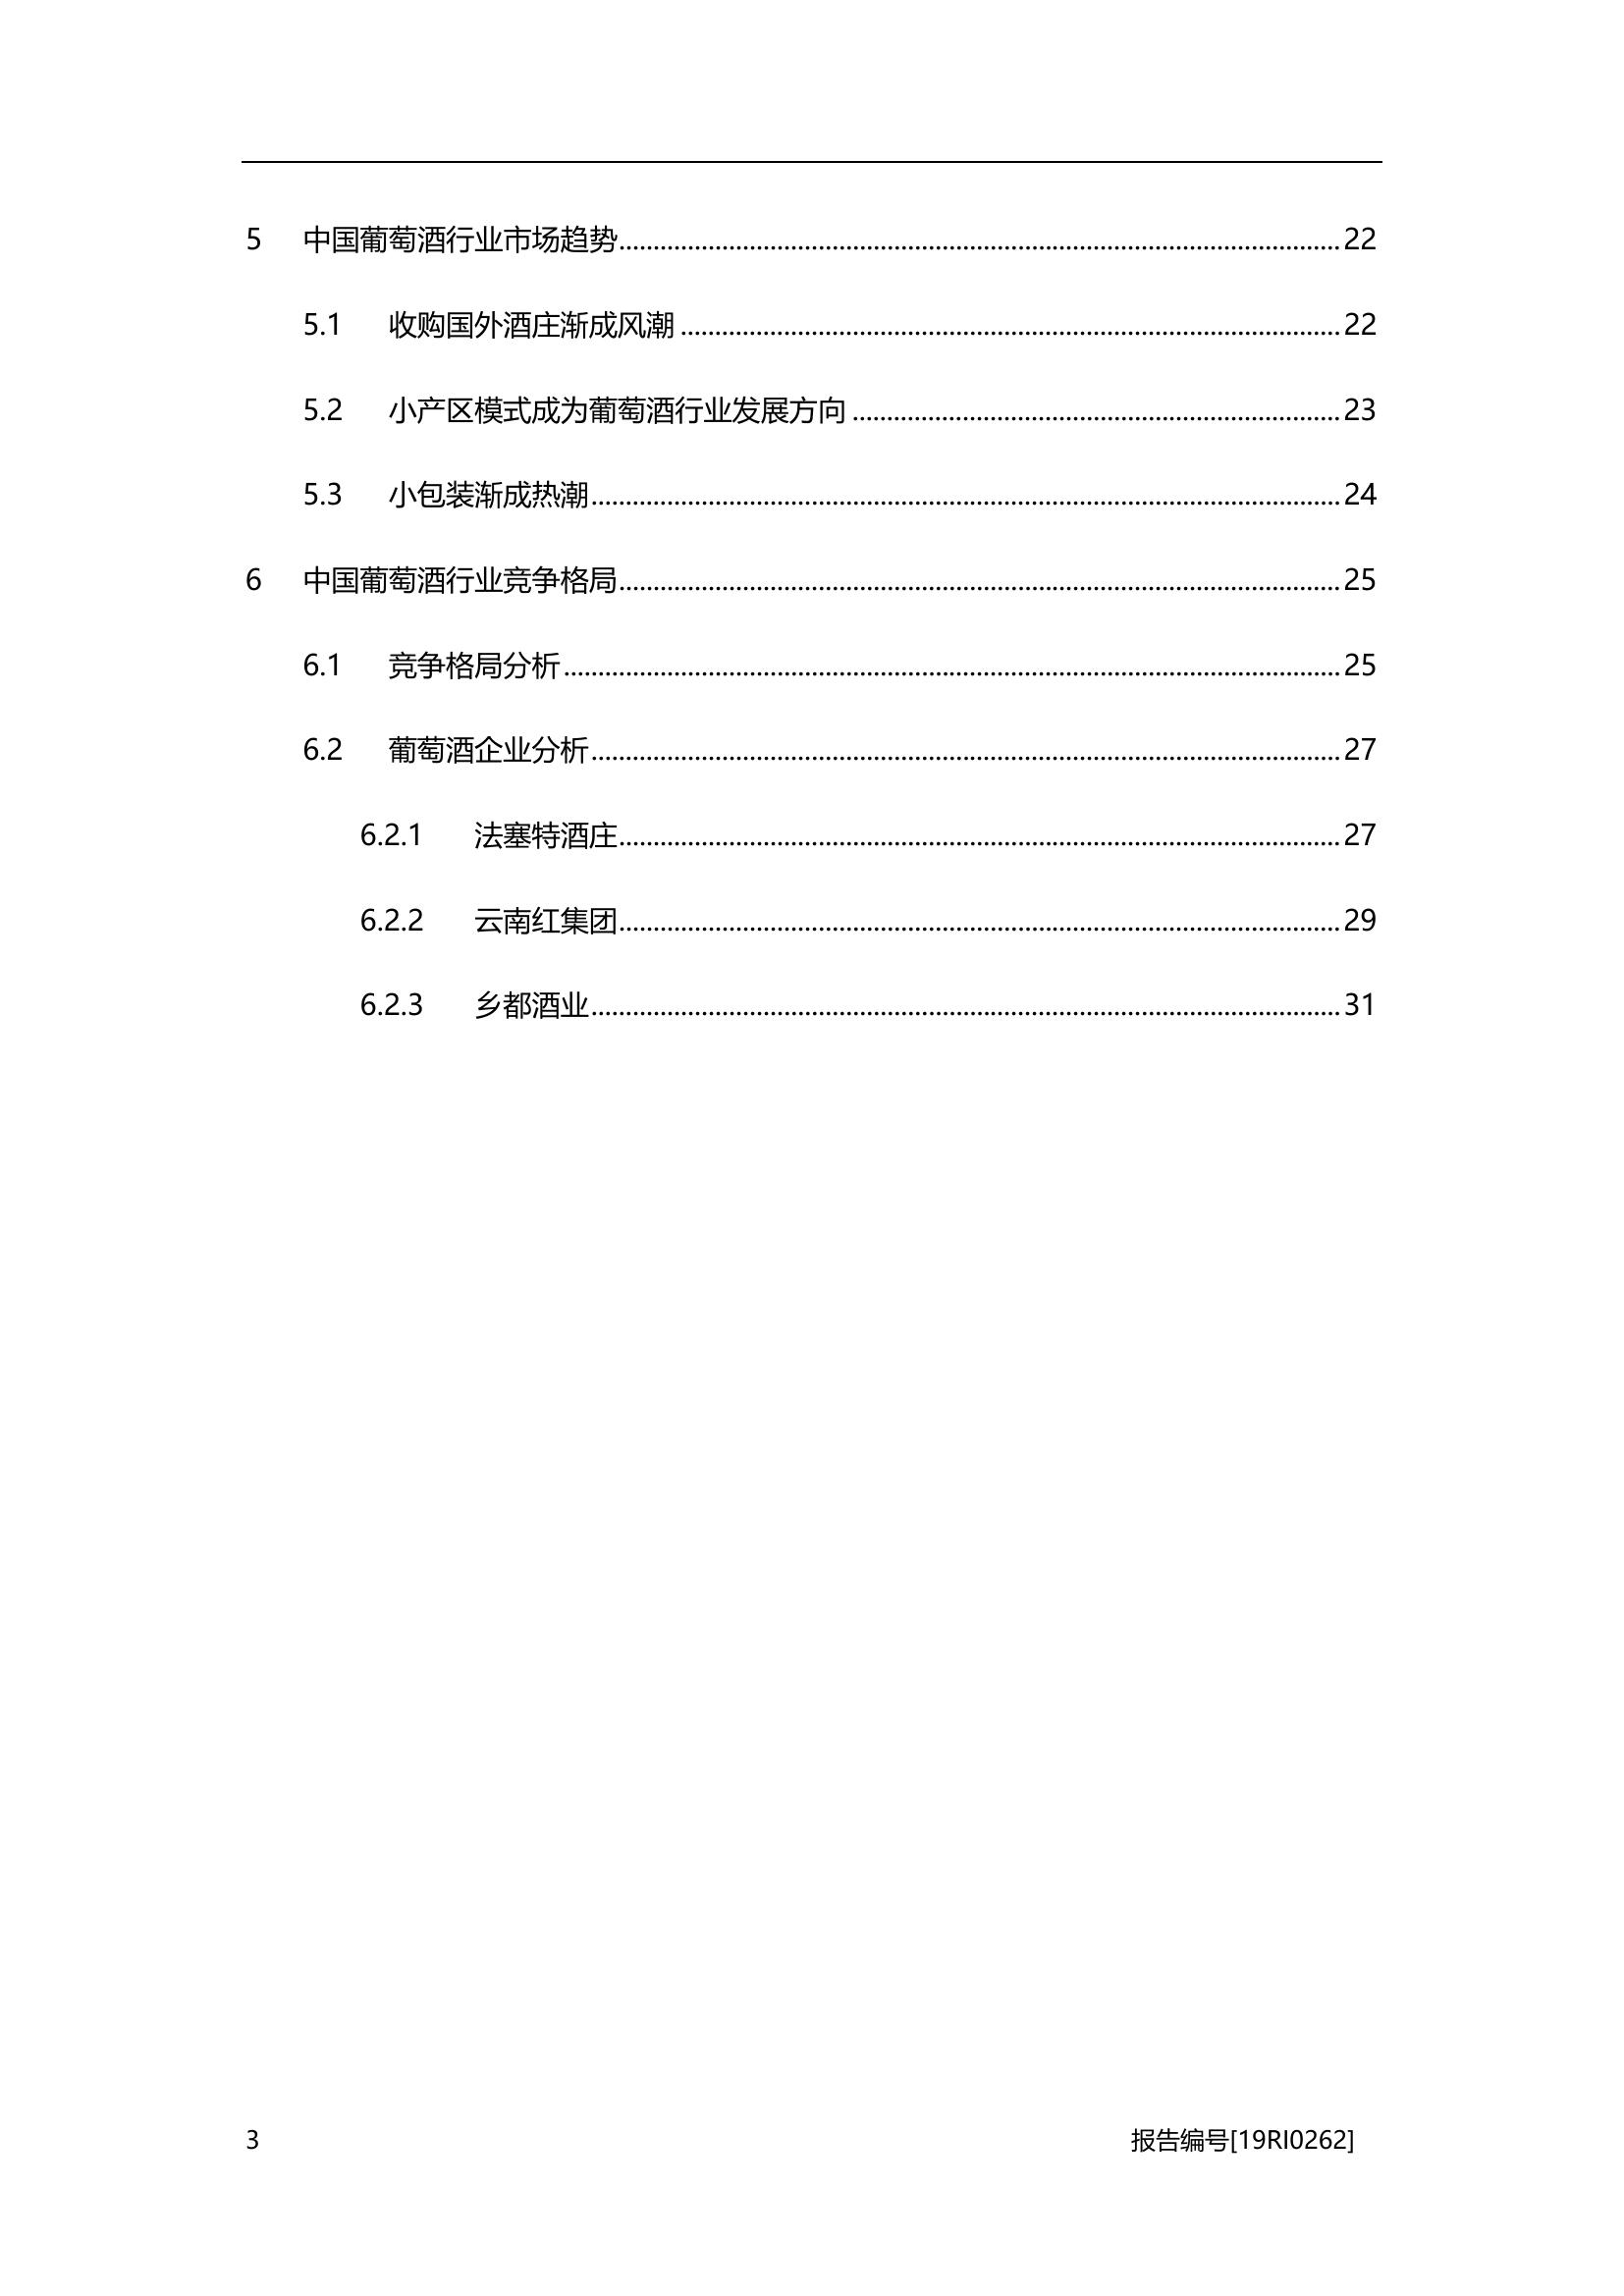 5 中国葡萄酒行业市场趋势........................................22
5.1 收购国外酒庄渐成风潮........................................22
5.2 小产区模式成为葡萄酒行业发展方向........................................23
5.3 小包装渐成热潮........................................24
6 中国葡萄酒行业竞争格局........................................25
6.1 竞争格局分析........................................25
6.2 葡萄酒企业分析........................................27
6.2.1 法塞特酒庄........................................27
6.2.2 云南红集团........................................29
6.2.3 乡都酒业........................................31
3 报告编号[19RI0262]